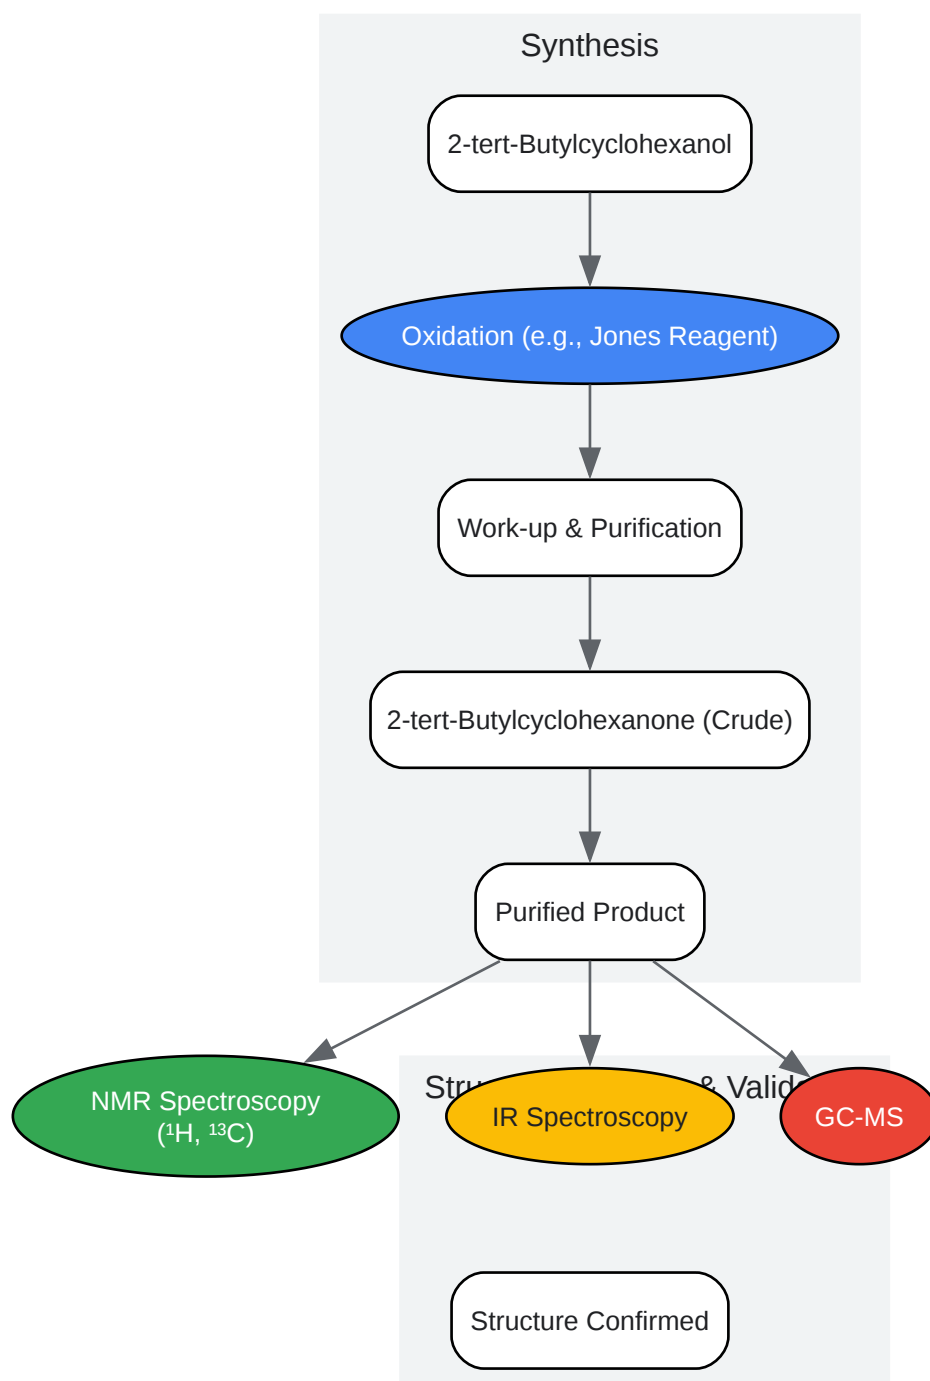 Synthesis
2-tert-Butylcyclohexanol
Oxidation (e.g., Jones Reagent)
Work-up & Purification
2-tert-Butylcyclohexanone (Crude)
Purified Product
& 
NMR Spectroscopy
(¹H, ¹³C)
IR Spectroscopy
GC-MS
Structure Confirmed